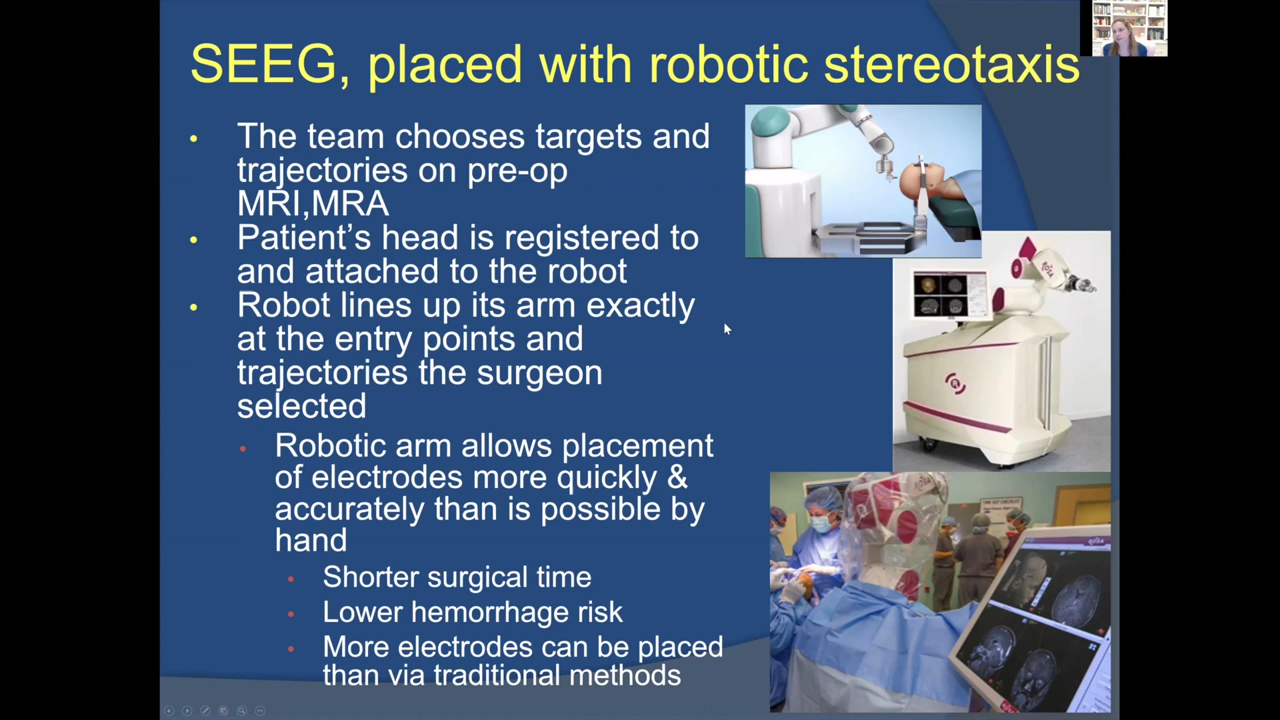 SEEG, placed with robotic stereotaxis
• The team chooses targets and
trajectories on pre-op
MRI,MRA
• Patient’s head is registered to
and attached to the robot
• Robot lines up its arm exactly
at the entry points and
trajectories the surgeon
selected
• Robotic arm allows placement
of electrodes more quickly &
accurately than is possible by
hand
• Shorter surgical time
• Lower hemorrhage risk
• More electrodes can be placed
than via traditional methods
TIME OUT CHECKLIST